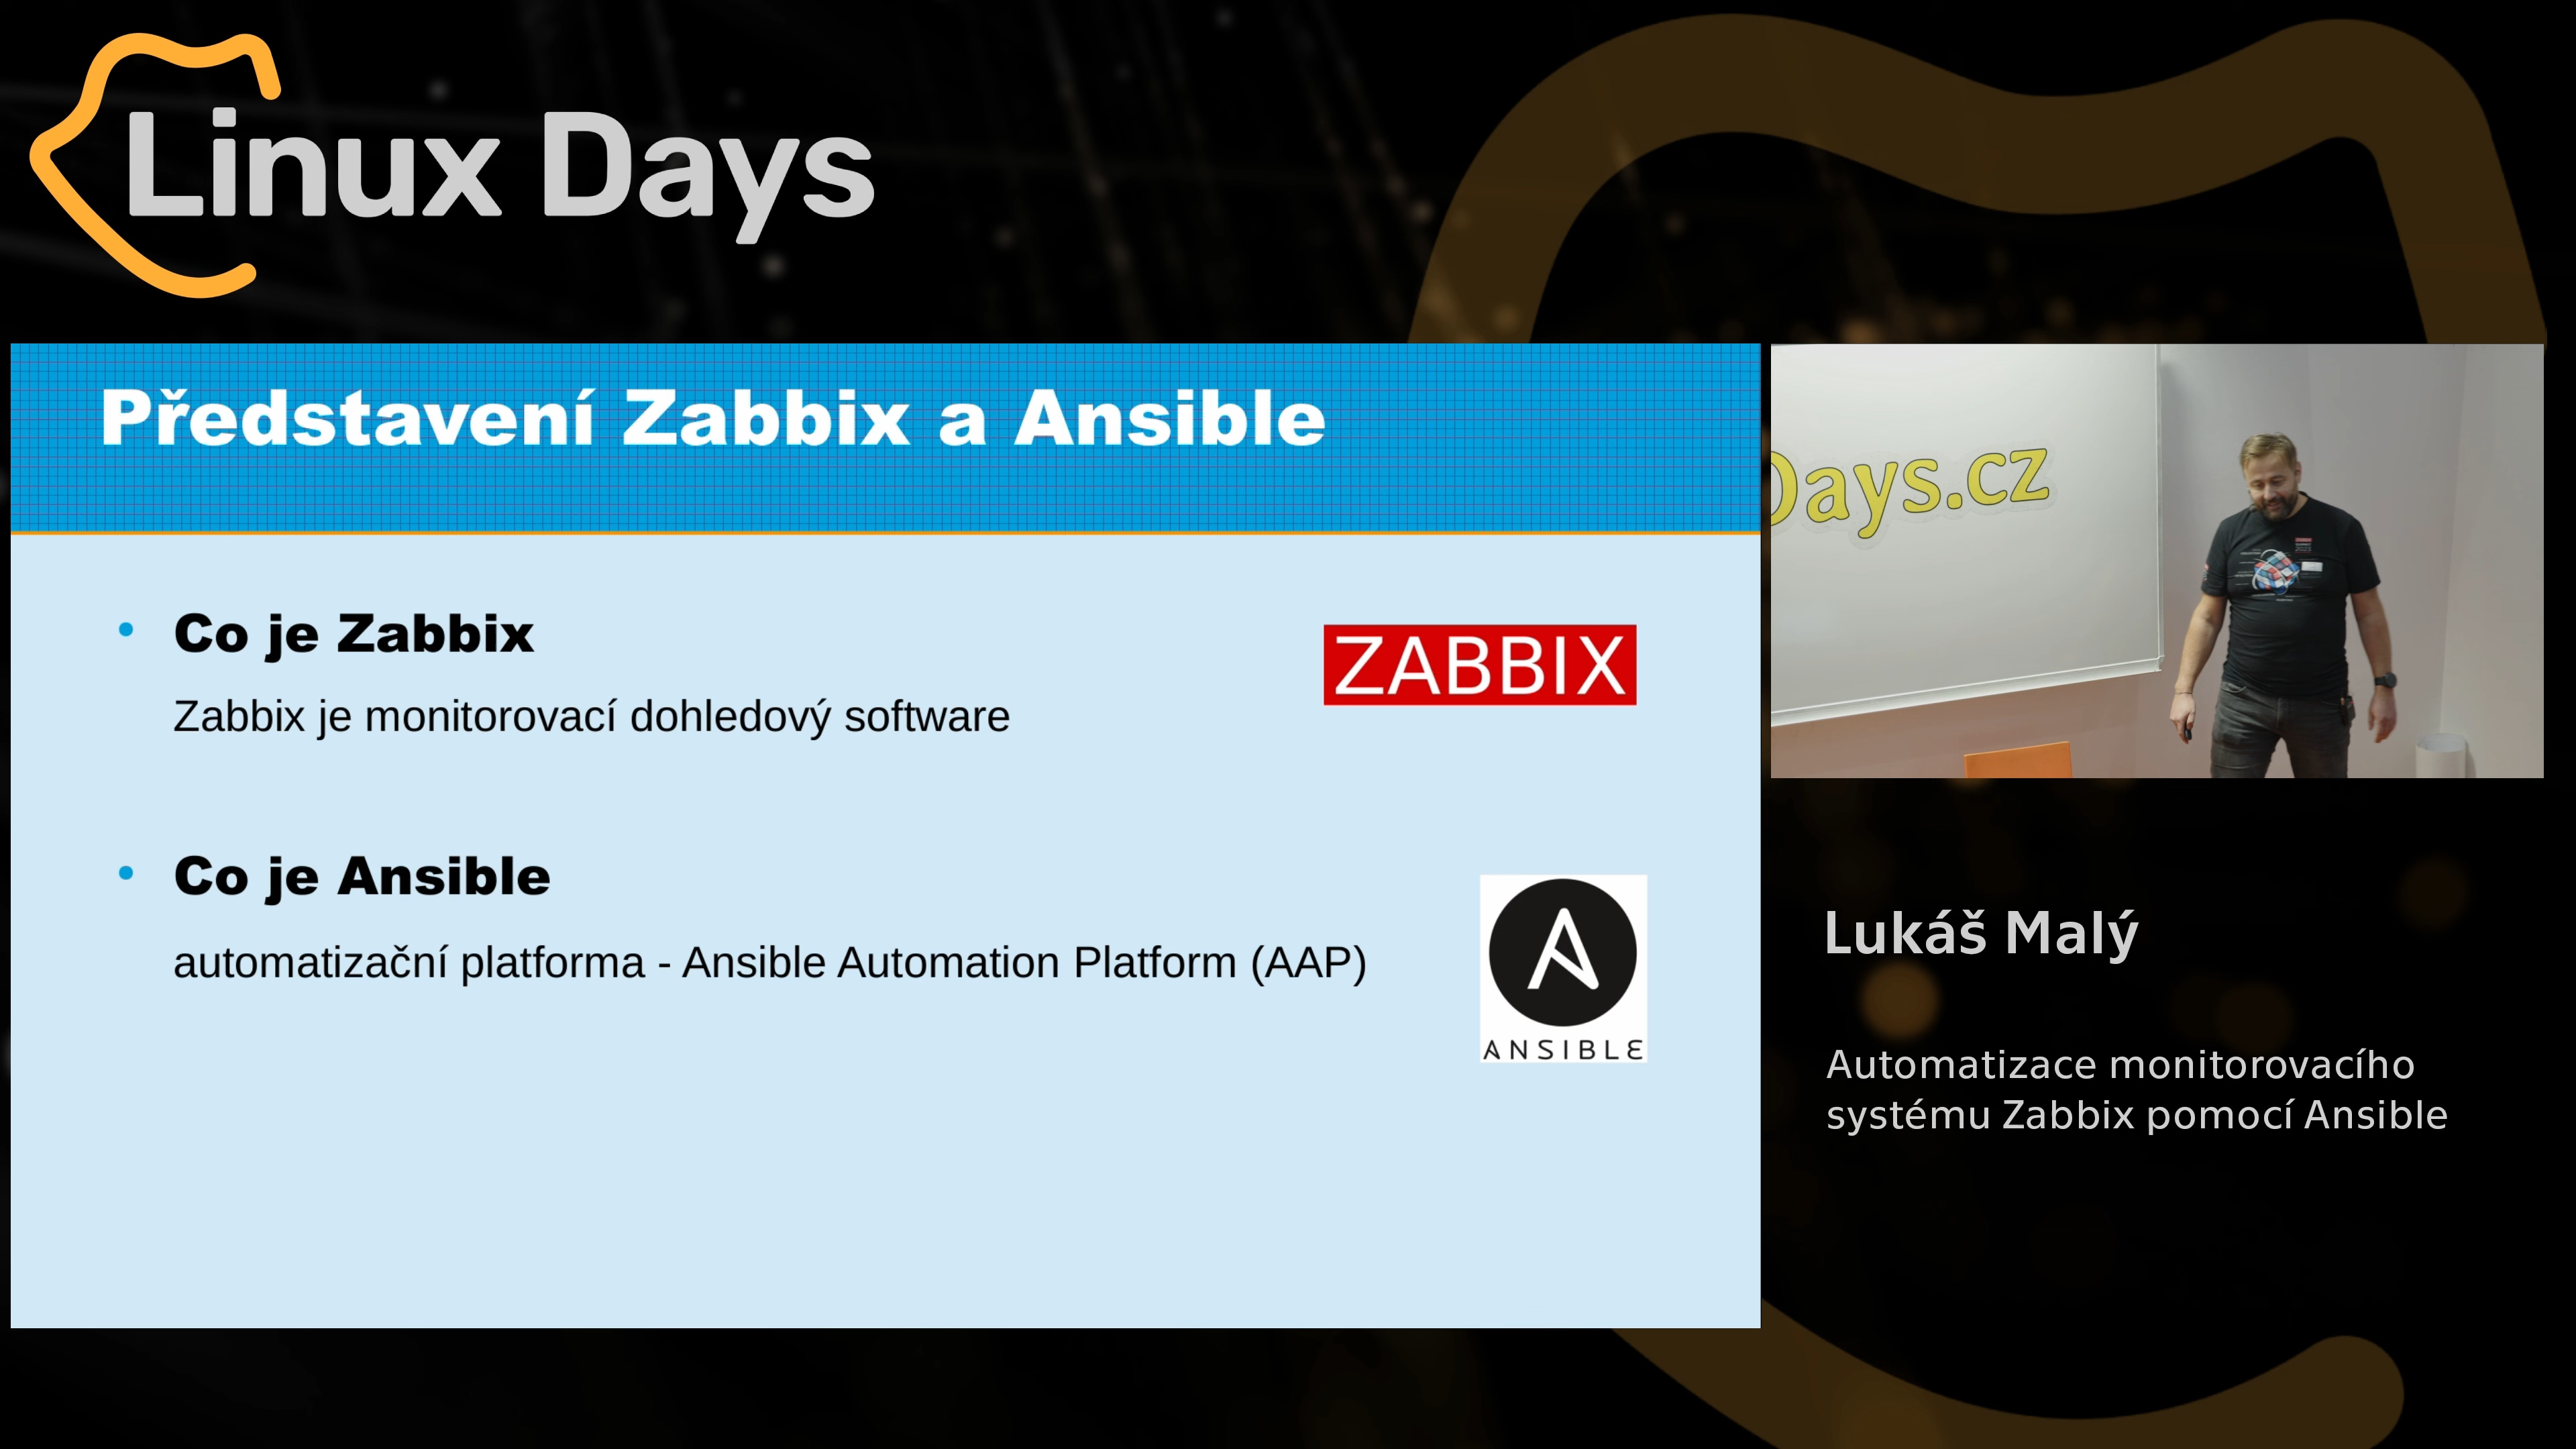 Linux Days
Představení Zabbix a Ansible
• Co je Zabbix
Zabbix je monitorovací dohledový software
ZABBIX
• Co je Ansible
automatizační platforma - Ansible Automation Platform (AAP)
ANSIBLE
Days.cz
Lukáš Malý
Automatizace monitorovacího
systému Zabbix pomocí Ansible